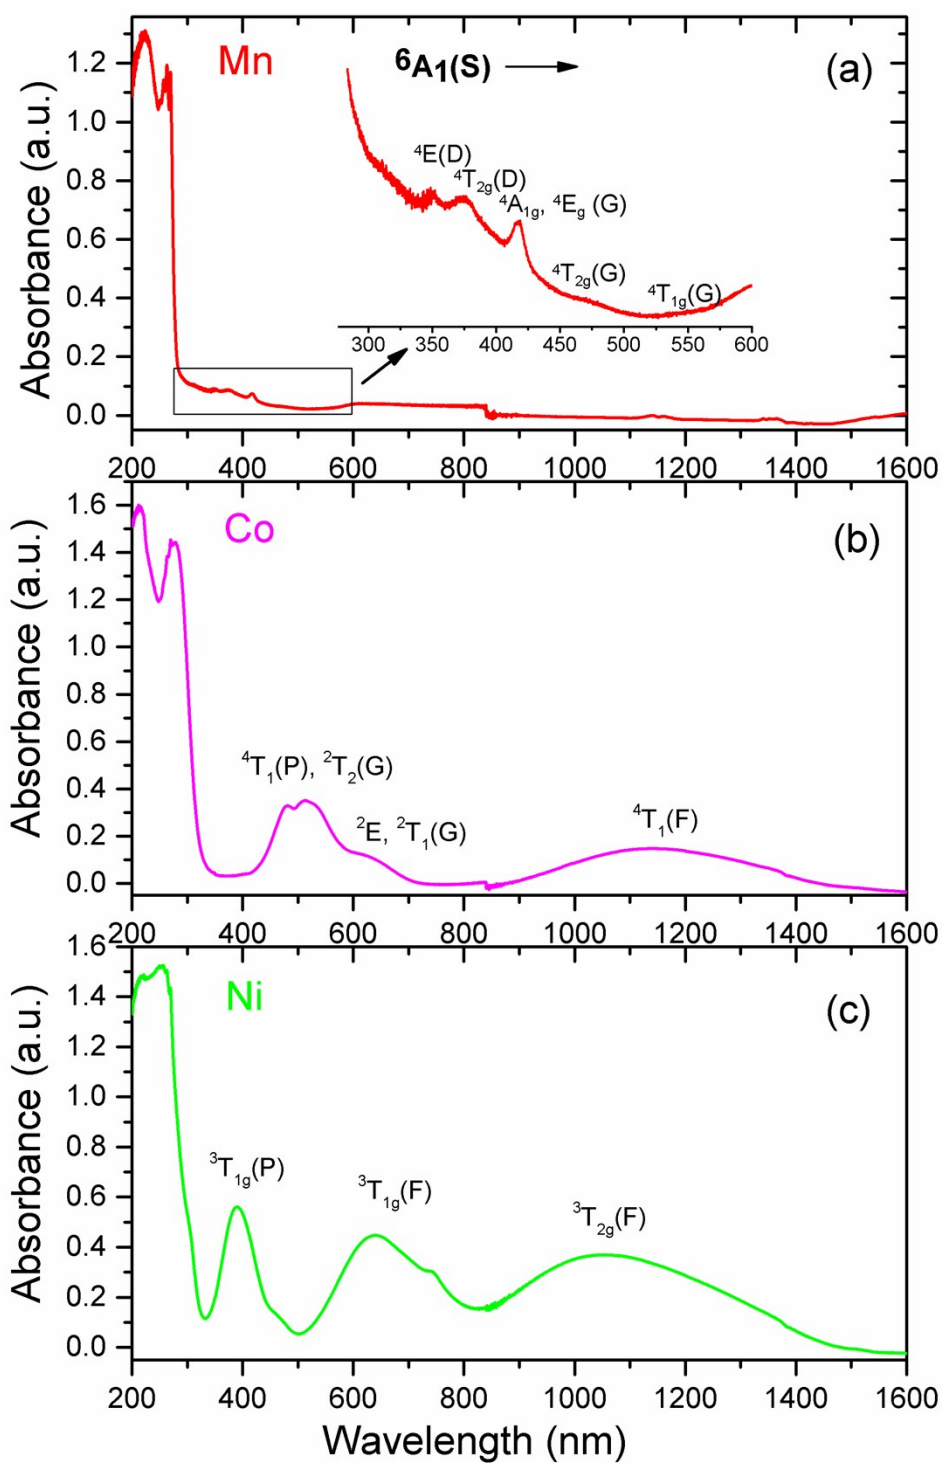 Mn
⁶A₁(S)
(a)
⁴E(D)
⁴T₂g(D)
⁴A₁g, ⁴Eg (G)
⁴T₂g(G)
⁴T₁g(G)
300 350 400 450 500 550 600
Absorbance (a.u.)
1.2
1.0
0.8
0.6
0.4
0.2
0.0
200 400 600 800 1000 1200 1400 1600
Co
(b)
⁴T₁(P), ²T₂(G)
²E, ²T₁(G)
⁴T₁(F)
Absorbance (a.u.)
1.6
1.4
1.2
1.0
0.8
0.6
0.4
0.2
0.0
200 400 600 800 1000 1200 1400 1600
Ni
(c)
³T₁g(P)
³T₁g(F)
³T₂g(F)
Absorbance (a.u.)
1.6
1.4
1.2
1.0
0.8
0.6
0.4
0.2
0.0
200 400 600 800 1000 1200 1400 1600
Wavelength (nm)